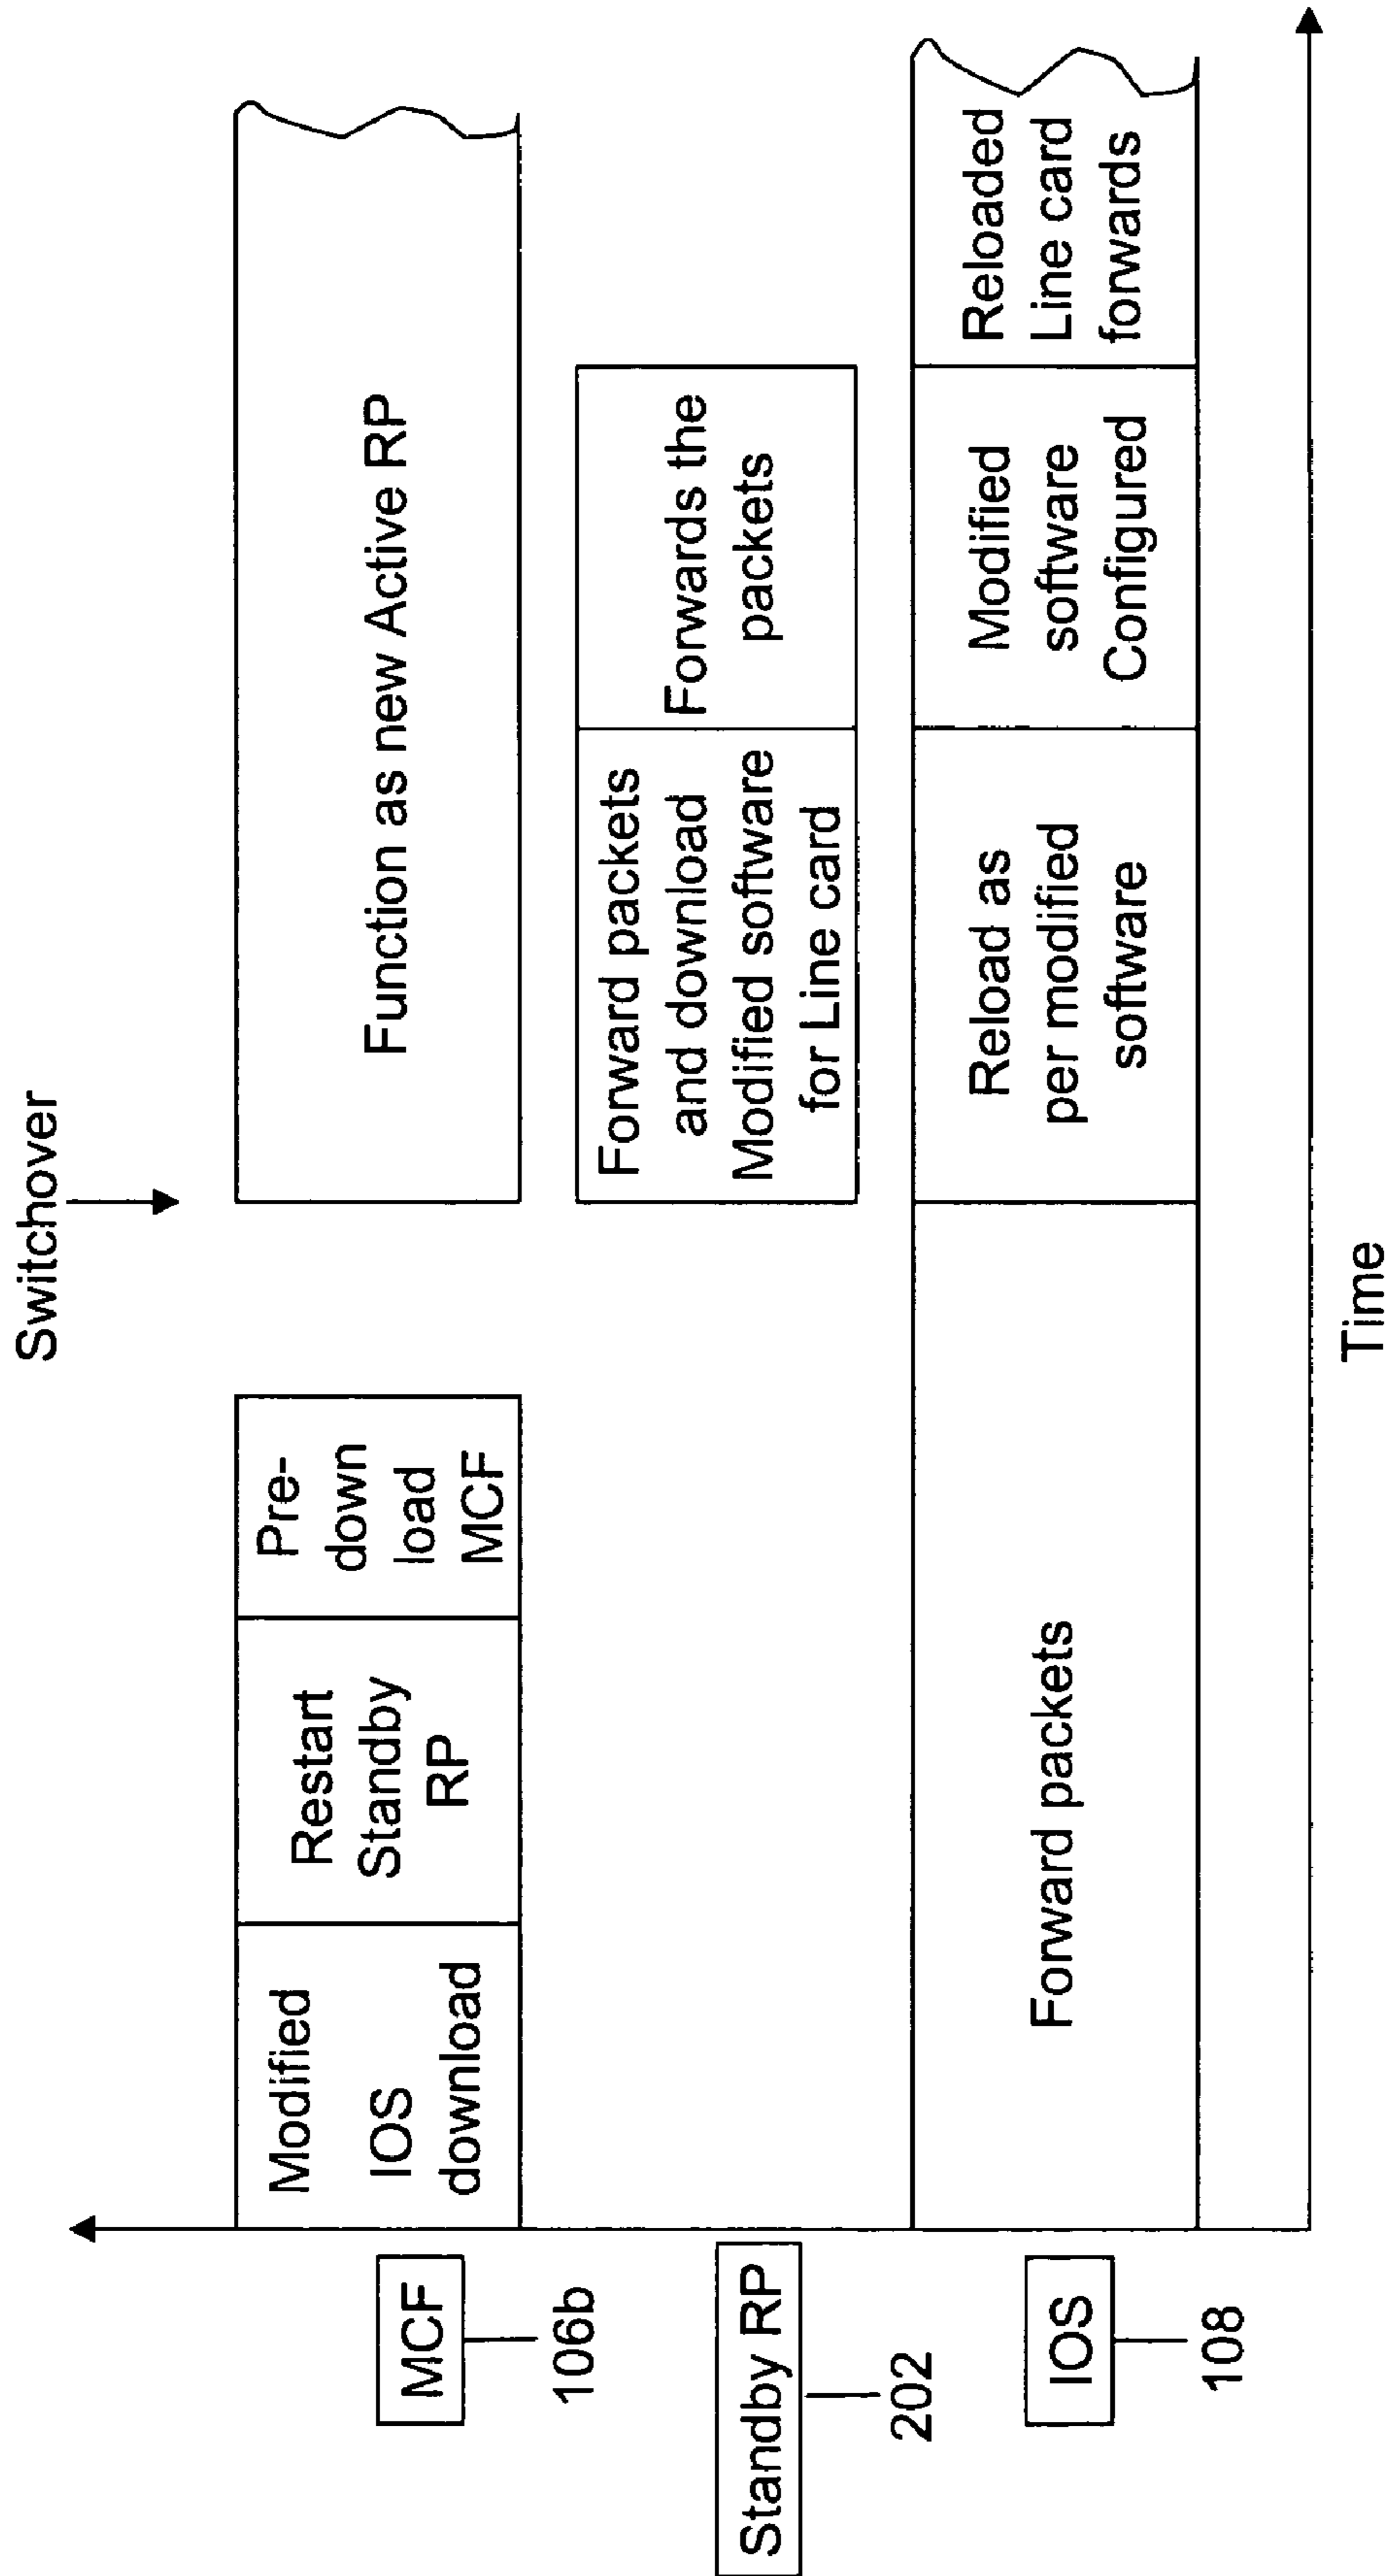 Switchover
MCF
106b
Modified
IOS
download
Restart
Standby
RP
Pre-
down
load
MCF
Function as new Active RP
Standby RP
202
Forward packets
and download
Modified software
for Line card
Forwards the
packets
IOS
108
Forward packets
Reload as
per modified
software
Modified
software
Configured
Reloaded
Line card
forwards
Time